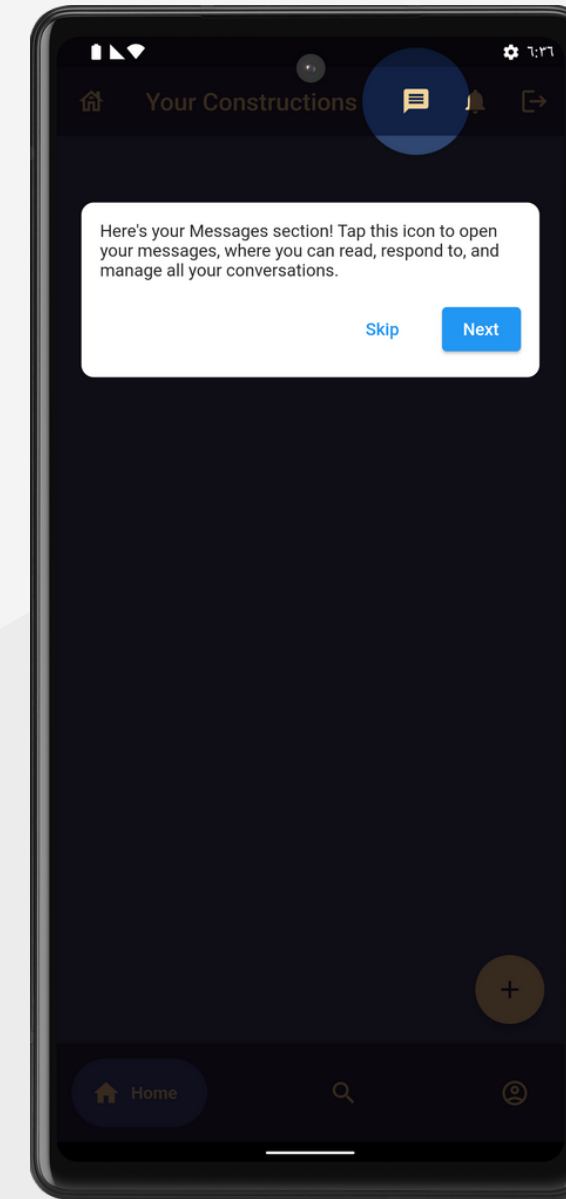 ٦:٣٦
Your Constructions
Here's your Messages section! Tap this icon to open
your messages, where you can read, respond to, and
manage all your conversations.
Skip
Next
Home